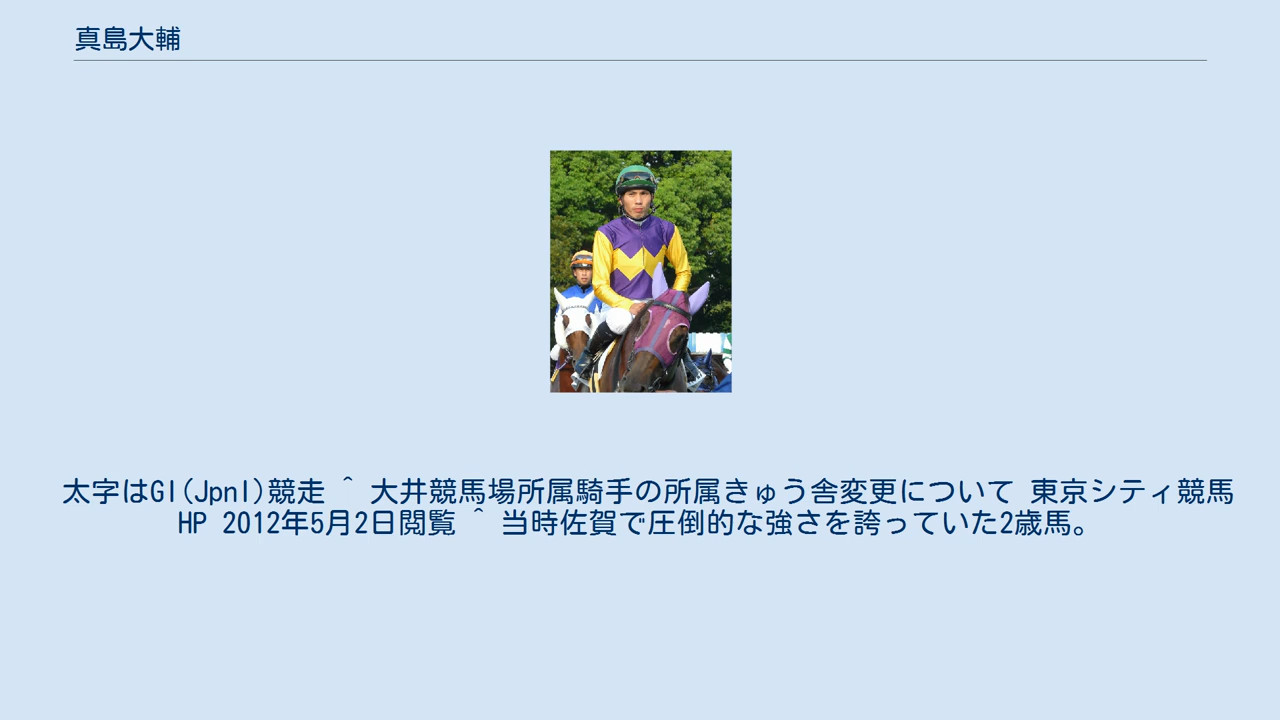 真島大輔
太字はGI(JpnI)競走 ^ 大井競馬場所属騎手の所属きゅう舎変更について 東京シティ競馬
HP 2012年5月2日閲覧 ^ 当時佐賀で圧倒的な強さを誇っていた2歳馬。